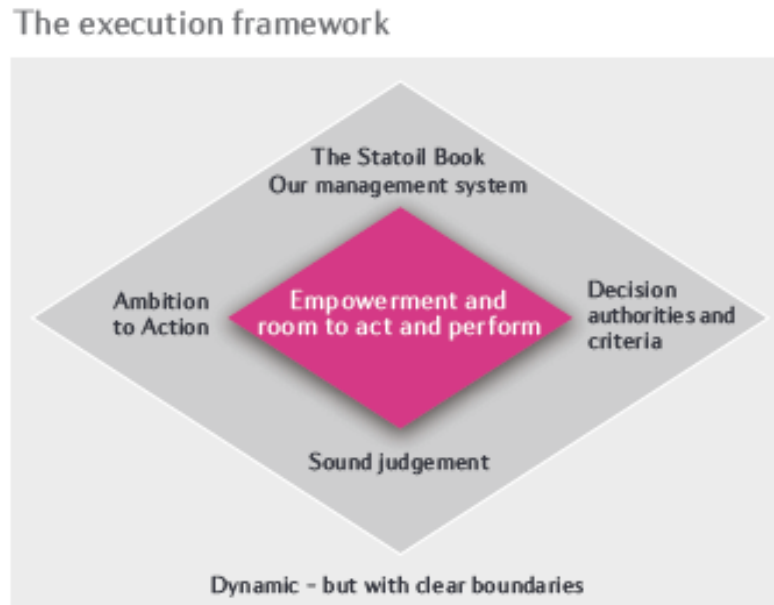 The execution framework
The Statoil Book
Our management system
Ambition
to Action
Empowerment and
room to act and perform
Decision
authorities and
criteria
Sound judgement
Dynamic - but with clear boundaries